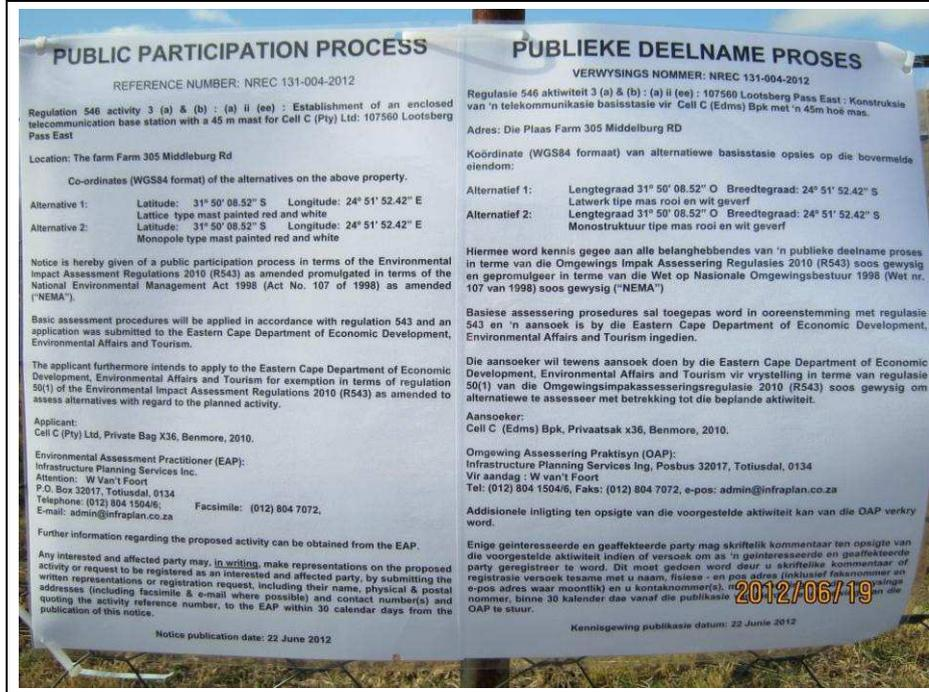 PUBLIC PARTICIPATION PROCESS
REFERENCE NUMBER: NREC 131-004-2012
Regulation 546 activity 3 (a) & (b) : (a) ii (ee) : Establishment of an enclosed
telecommunication base station with a 45 m mast for Cell C (Pty) Ltd: 107560 Lootsberg
Pass East
Location: The farm Farm 305 Middleburg Rd
Co-ordinates (WGS84 format) of the alternatives on the above property.
Alternative 1: Latitude: 31° 50' 08.52" S Longitude: 24° 51' 52.42" E
Lattice type mast painted red and white
Alternative 2: Latitude: 31° 50' 08.52" S Longitude: 24° 51' 52.42" E
Monopole type mast painted red and white
Notice is hereby given of a public participation process in terms of the Environmental
Impact Assessment Regulations 2010 (R543) as amended promulgated in terms of the
National Environmental Management Act 1998 (Act No. 107 of 1998) as amended
("NEMA").
Basic assessment procedures will be applied in accordance with regulation 543 and an
application was submitted to the Eastern Cape Department of Economic Development,
Environmental Affairs and Tourism.
The applicant furthermore intends to apply to the Eastern Cape Department of Economic
Development, Environmental Affairs and Tourism for exemption in terms of regulation
50(1) of the Environmental Impact Assessment Regulations 2010 (R543) as amended to
assess alternatives with regard to the planned activity.
Applicant:
Cell C (Pty) Ltd, Private Bag X36, Benmore, 2010.
Environmental Assessment Practitioner (EAP):
Infrastructure Planning Services Inc.
Attention: W Van't Foort
P.O. Box 32017, Totiusdal, 0134
Telephone: (012) 804 1504/6; Facsimile: (012) 804 7072,
E-mail: admin@infraplan.co.za
Further information regarding the proposed activity can be obtained from the EAP.
Any interested and affected party may, in writing, make representations on the proposed
activity or request to be registered as an interested and affected party, by submitting the
written representations or registration request, including their name, physical & postal
addresses (including facsimile & e-mail where possible) and contact number(s) and
quoting the activity reference number, to the EAP within 30 calendar days from the
publication of this notice.
Notice publication date: 22 June 2012
PUBLIEKE DEELNAME PROSES
VERWYSINGS NOMMER: NREC 131-004-2012
Regulasie 546 aktiwiteit 3 (a) & (b) : (a) ii (ee) : 107560 Lootsberg Pass East : Konstruksie
van 'n telekommunikasie basisstasie vir Cell C (Edms) Bpk met 'n 45m hoë mas.
Adres: Die Plaas Farm 305 Middelburg RD
Koördinate (WGS84 formaat) van alternatiewe basisstasie opsies op die bovermelde
eiendom:
Alternatief 1: Lengtegraad 31° 50' 08.52" O Breedtegraad: 24° 51' 52.42" S
Latwerk tipe mas rooi en wit geverf
Alternatief 2: Lengtegraad 31° 50' 08.52" O Breedtegraad: 24° 51' 52.42" S
Monostruktuur tipe mas rooi en wit geverf
Hiermee word kennis gegee aan alle belanghebbendes van 'n publieke deelname proses
in terme van die Omgewings Impak Assessering Regulasies 2010 (R543) soos gewysig
en gepromulgeer in terme van die Wet op Nasionale Omgewingsbestuur 1998 (Wet nr.
107 van 1998) soos gewysig ("NEMA")
Basiese assessering prosedures sal toegepas word in ooreenstemming met regulasie
543 en 'n aansoek is by die Eastern Cape Department of Economic Development,
Environmental Affairs and Tourism ingedien.
Die aansoeker wil tewens aansoek doen by die Eastern Cape Department of Economic
Development, Environmental Affairs and Tourism vir vrystelling in terme van regulasie
50(1) van die Omgewingsimpakassesseringsregulasie 2010 (R543) soos gewysig om
alternatiewe te assesseer met betrekking tot die beplande aktiwiteit.
Aansoeker:
Cell C (Edms) Bpk, Privaatsak x36, Benmore, 2010.
Omgewing Assessering Praktisyn (OAP):
Infrastructure Planning Services Ing, Posbus 32017, Totiusdal, 0134
Vir aandag : W van't Foort
Tel: (012) 804 1504/6, Faks: (012) 804 7072, e-pos: admin@infraplan.co.za
Addisionele inligting ten opsigte van die voorgestelde aktiwiteit kan van die OAP verkry
word.
Enige geinteresseerde en geaffekteerde party mag skriftelik kommentaar ten opsigte van
die voorgestelde aktiwiteit indien of versoek om as 'n geinteresseerde en geaffekteerde
party geregistreer te word. Dit moet gedoen word deur u skriftelike kommentaar of
registrasie versoek tesame met u naam, fisiese - en pos adres (inklusief faksnommer en
e-pos adres waar moontlik) en u kontaknommer(s),
nommer, binne 30 kalender dae vanaf die publikasie
OAP te stuur.
Kennisgewing publikasie datum: 22 Junie 2012
2012/06/19